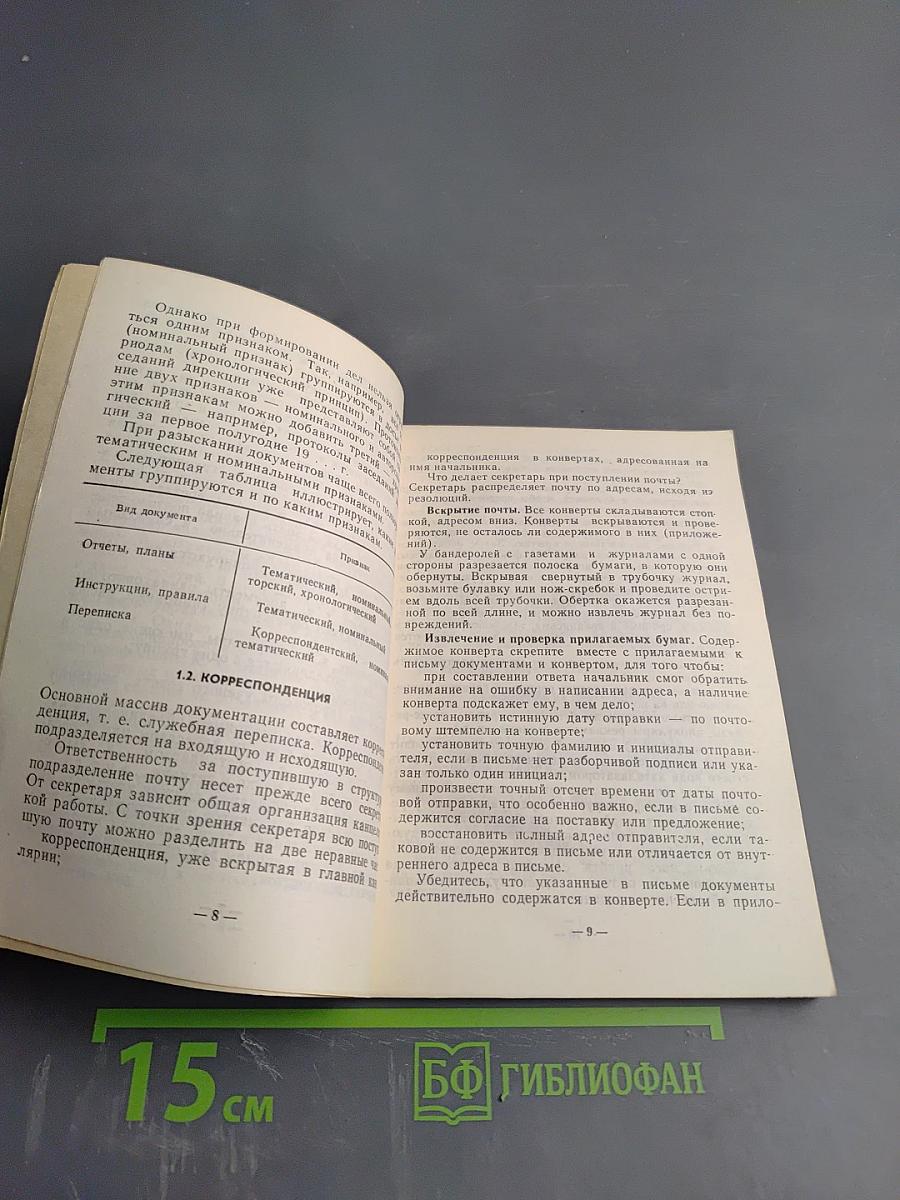 Однако при формировании дел нельзя
ться одним признаком. Так, например, все
(номинальный признак) группируются в дела
риодам (хронологический принцип).
седаний дирекции уже представляют собой
ние двух признаков — номинального и авторского
этим признакам можно добавить третий
гический — например, протоколы заседаний
ции за первое полугодие 19 . . . г.
При разыскании документов чаще всего
тематическим и номинальными признаками.
Следующая таблица иллюстрирует, какие
менты группируются и по каким признакам.
Вид документа
Признак
Отчеты, планы
Тематический, номинальный,
торский, хронологический
Инструкции, правила
Тематический, номинальный
Переписка
Корреспондентский,
тематический
1.2. КОРРЕСПОНДЕНЦИЯ
Основной массив документации составляет
денция, т. е. служебная переписка.
подразделяется на входящую и исходящую.
Ответственность за поступившую в
подразделение почту несет прежде всего
От секретаря зависит общая организация
кой работы. С точки зрения секретаря всю
шую почту можно разделить на две неравные
корреспонденция, уже вскрытая в главной
лярии;
— 8 —
корреспонденция в конвертах, адресованная на
имя начальника.
Что делает секретарь при поступлении почты?
Секретарь распределяет почту по адресам, исходя из
резолюций.
Вскрытие почты. Все конверты складываются стоп-
кой, адресом вниз. Конверты вскрываются и прове-
ряются, не осталось ли содержимого в них (приложе-
ний).
У бандеролей с газетами и журналами с одной
стороны разрезается полоска бумаги, в которую они
обернуты. Вскрывая свернутый в трубочку журнал,
возьмите булавку или нож-скребок и проведите остри-
ем вдоль всей трубочки. Обертка окажется разрезан-
ной по всей длине, и можно извлечь журнал без по-
вреждений.
Извлечение и проверка прилагаемых бумаг. Содер-
жимое конверта скрепите вместе с прилагаемыми к
письму документами и конвертом, для того чтобы:
при составлении ответа начальник смог обратить
внимание на ошибку в написании адреса, а наличие
конверта подскажет ему, в чем дело;
установить истинную дату отправки — по почто-
вому штемпелю на конверте;
установить точную фамилию и инициалы отправи-
теля, если в письме нет разборчивой подписи или ука-
зан только один инициал;
произвести точный отсчет времени от даты почто-
вой отправки, что особенно важно, если в письме со-
держится согласие на поставку или предложение;
восстановить полный адрес отправителя, если та-
ковой не содержится в письме или отличается от внут-
реннего адреса в письме.
Убедитесь, что указанные в письме документы
действительно содержатся в конверте. Если в прило-
— 9 —
15 см
БФ ГИБЛИОФАН